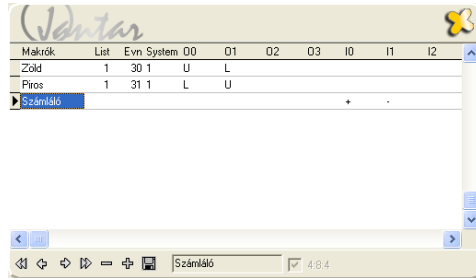 Jantar
Makrók List Evn System O0 O1 O2 O3 I0 I1 I2
Zöld 1 30 1 U L
Piros 1 31 1 L U
Számláló + -
Számláló 4:8:4